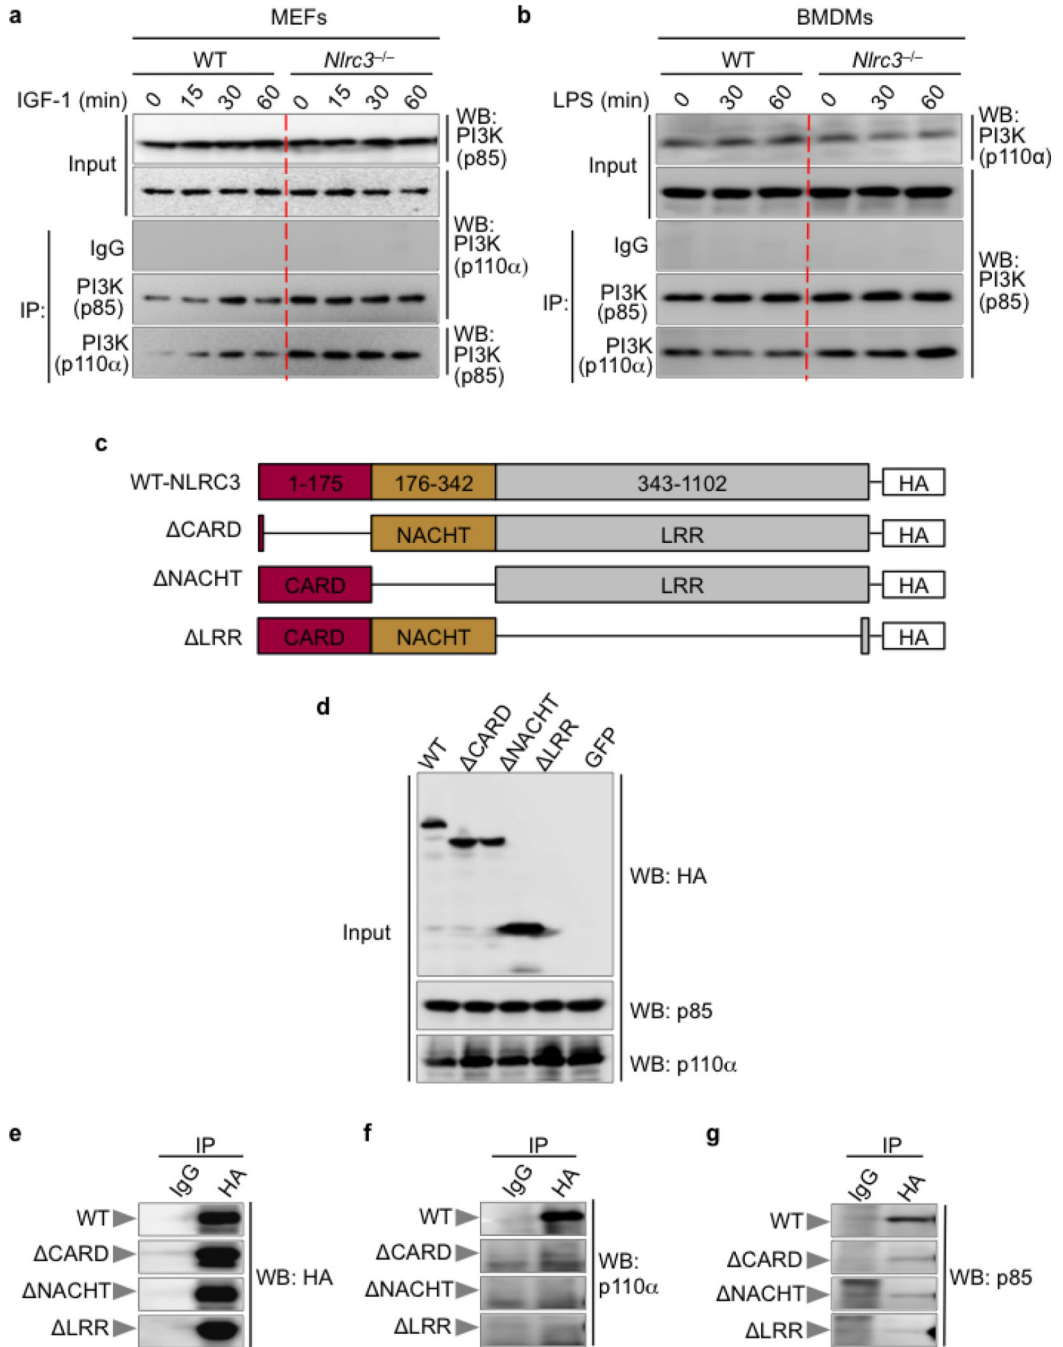 a
MEFs
WT Nlrc3–/–
IGF-1 (min) 0 15 30 60 0 15 30 60
Input
WB:
PI3K
(p85)
IgG
WB:
PI3K
(p110α)
IP:
PI3K
(p85)
PI3K
(p110α)
WB:
PI3K
(p85)
b
BMDMs
WT Nlrc3–/–
LPS (min) 0 30 60 0 30 60
Input
WB:
PI3K
(p110α)
IgG
WB:
PI3K
(p85)
IP:
PI3K
(p85)
PI3K
(p110α)
c
WT-NLRC3 1-175 176-342 343-1102 HA
ΔCARD NACHT LRR HA
ΔNACHT CARD LRR HA
ΔLRR CARD NACHT HA
d
WT ΔCARD ΔNACHT ΔLRR GFP
Input
WB: HA
WB: p85
WB: p110α
e
IP
IgG HA
WT
ΔCARD
ΔNACHT
ΔLRR
WB: HA
f
IP
IgG HA
WT
ΔCARD
ΔNACHT
ΔLRR
WB:
p110α
g
IP
IgG HA
WT
ΔCARD
ΔNACHT
ΔLRR
WB: p85